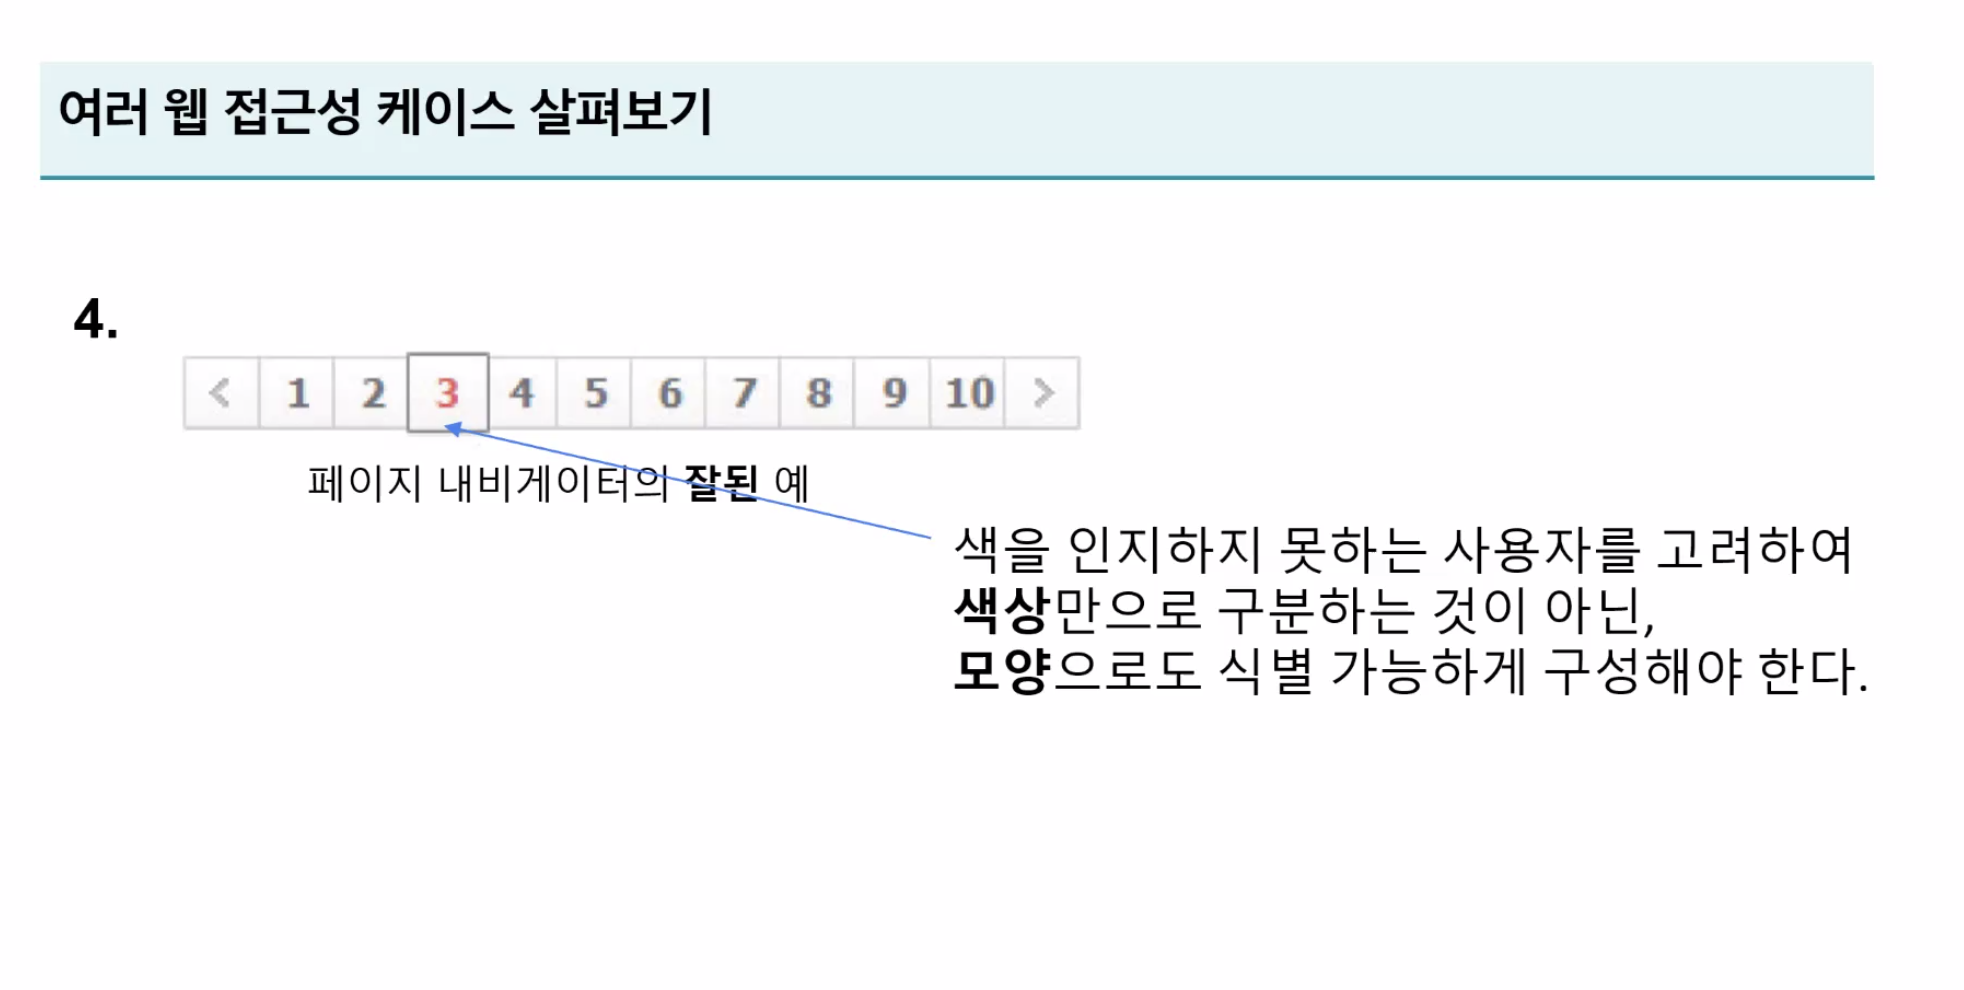 여러 웹 접근성 케이스 살펴보기
4.
< 1 2 3 4 5 6 7 8 9 10 >
페이지 내비게이터의 잘된 예
색을 인지하지 못하는 사용자를 고려하여
색상만으로 구분하는 것이 아닌,
모양으로도 식별 가능하게 구성해야 한다.